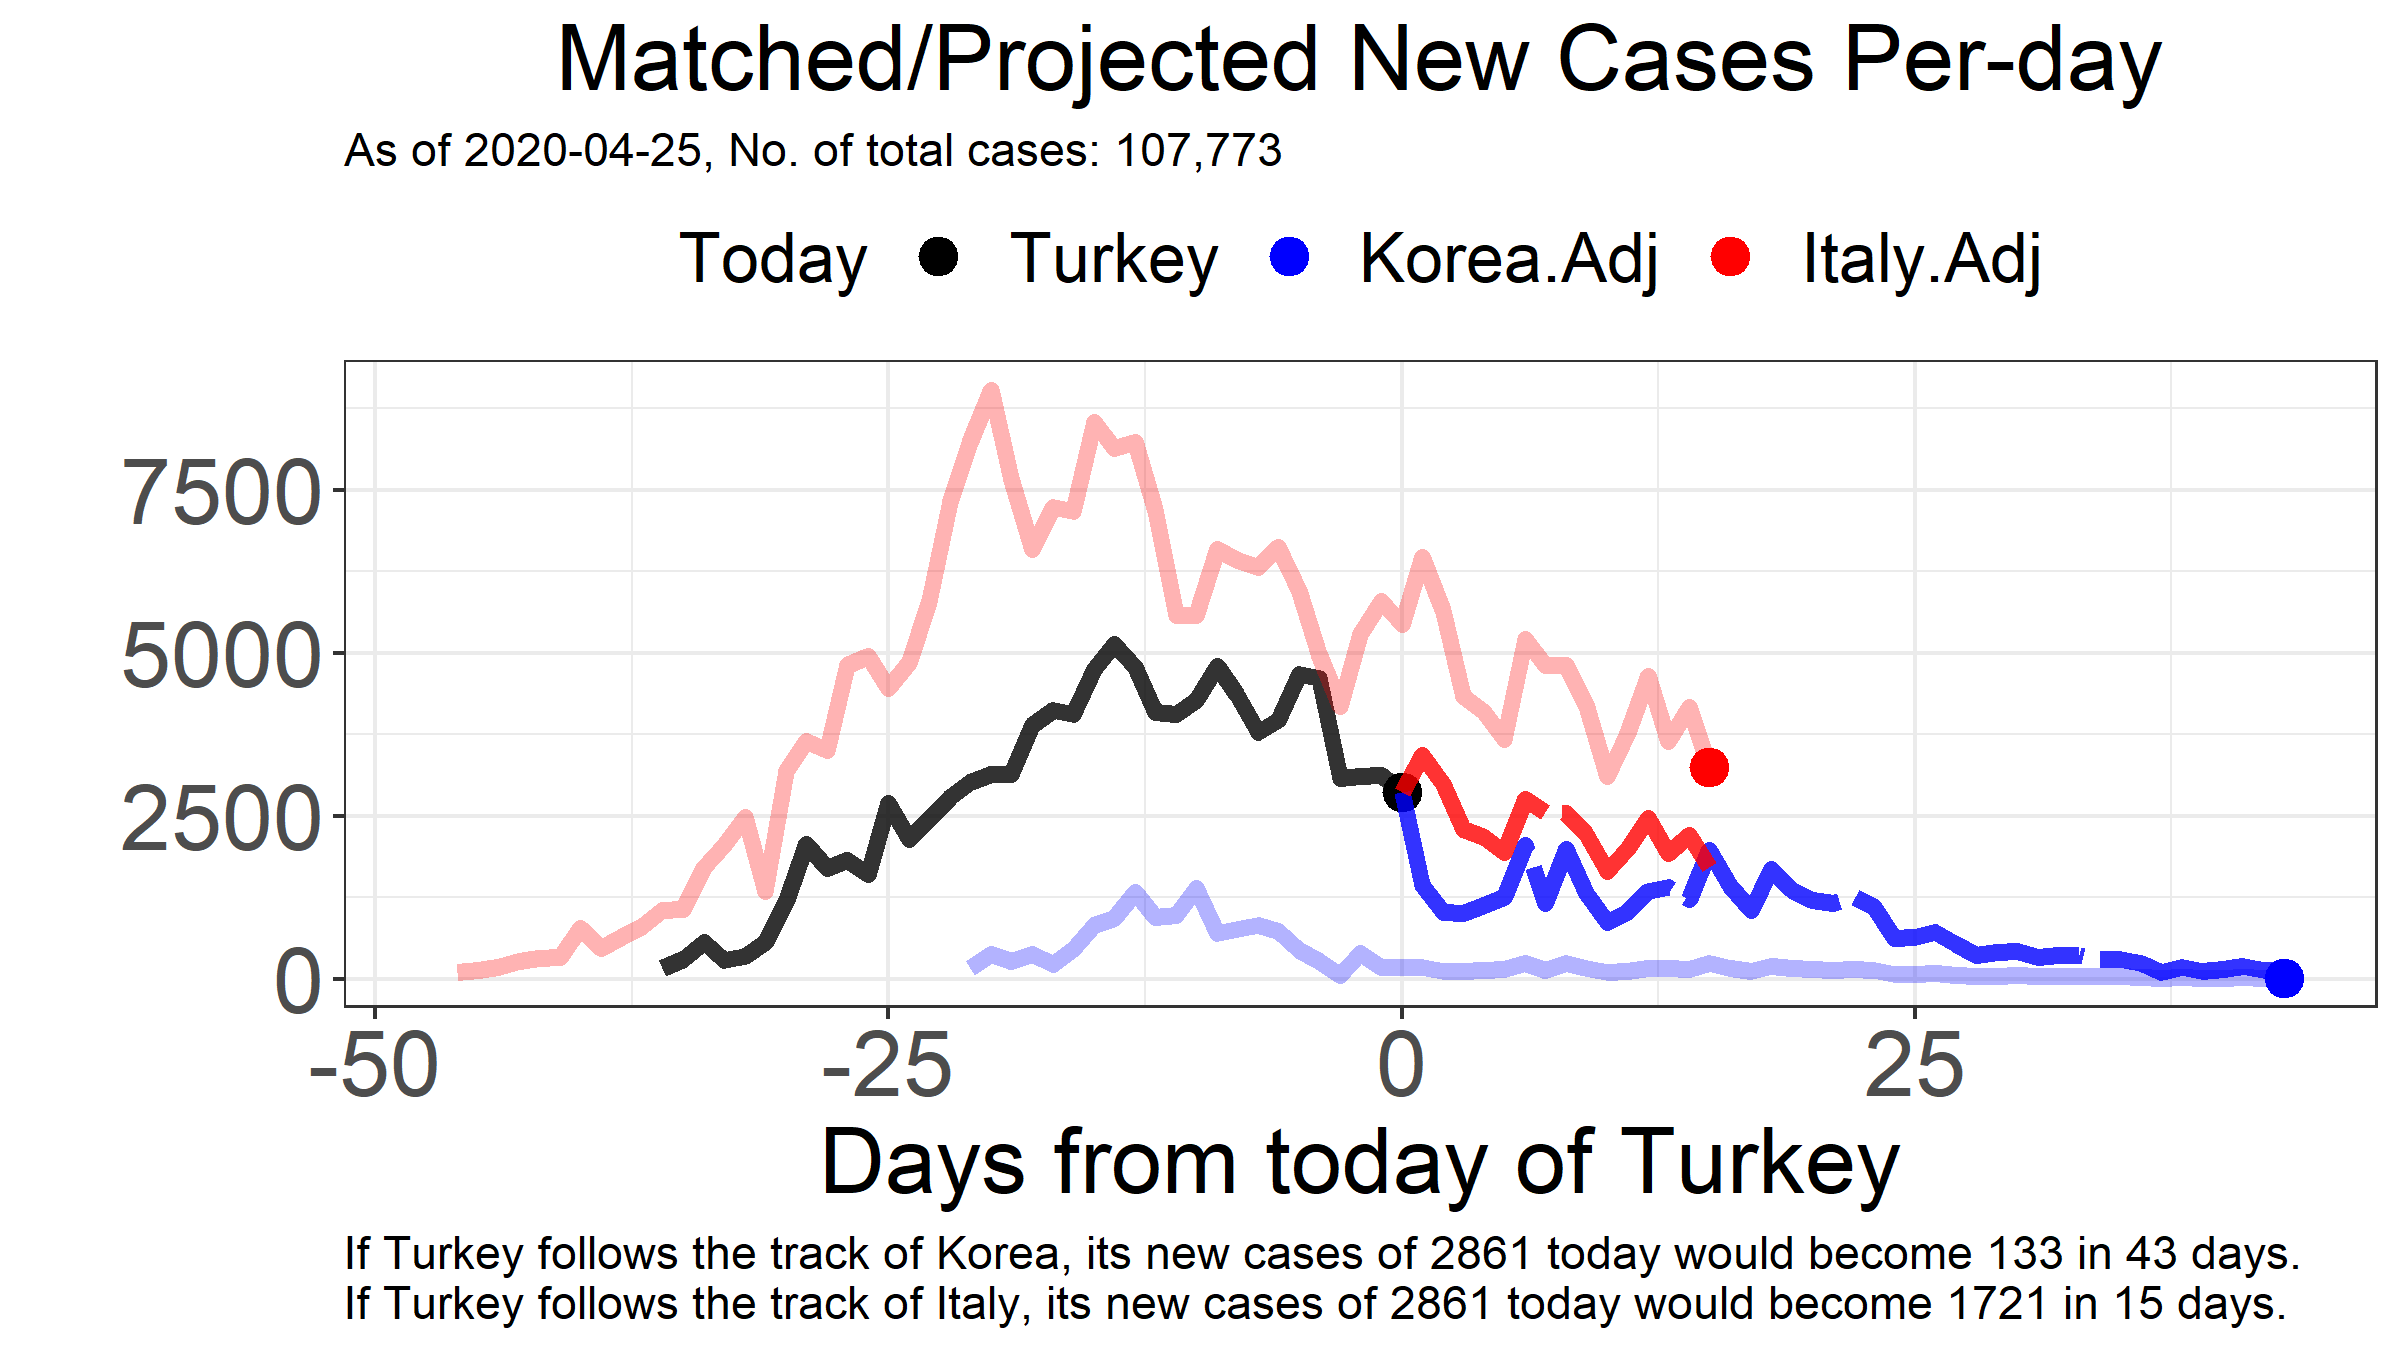 Matched/Projected New Cases Per-day
As of 2020-04-25, No. of total cases: 107,773
Today Turkey Korea.Adj Italy.Adj
7500
5000
2500
0
-50 -25 0 25
Days from today of Turkey
If Turkey follows the track of Korea, its new cases of 2861 today would become 133 in 43 days.
If Turkey follows the track of Italy, its new cases of 2861 today would become 1721 in 15 days.